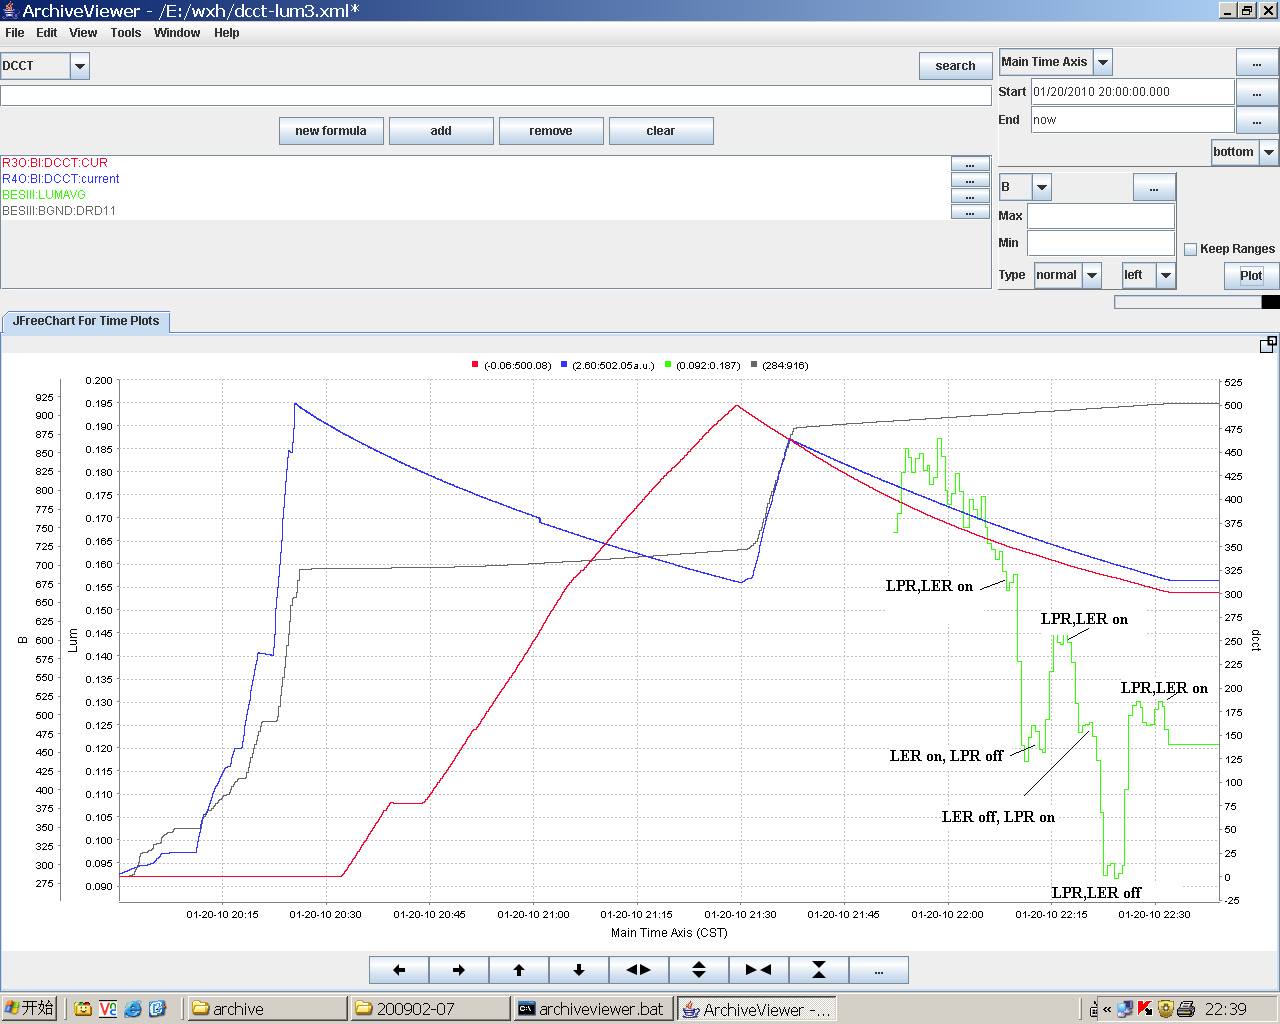 ArchiveViewer - /E:/wxh/dcct-lum3.xml*
File Edit View Tools Window Help
DCCT
search
Main Time Axis
...
Start 01/20/2010 20:00:00.000 ...
End now ...
new formula add remove clear
bottom
R3O:BI:DCCT:CUR ...
R4O:BI:DCCT:current ...
BESIII:LUMAVG ...
BESIII:BGND:DRD11 ...
B ...
Max
Min
Keep Ranges
Type normal left Plot
JFreeChart For Time Plots
(-0.06:500.08) (2.60:502.05a.u.) (0.092:0.187) (284:916)
925
900
875
850
825
800
775
750
725
700
675
650
625
600
575
550
525
500
475
450
425
400
375
350
325
300
275
B
0.200
0.195
0.190
0.185
0.180
0.175
0.170
0.165
0.160
0.155
0.150
0.145
0.140
0.135
0.130
0.125
0.120
0.115
0.110
0.105
0.100
0.095
0.090
Lum
LPR,LER on
LPR,LER on
LPR,LER on
LER on, LPR off
LER off, LPR on
LPR,LER off
525
500
475
450
425
400
375
350
325
300
275
250
225
200
175
150
125
100
75
50
25
0
-25
dcct
01-20-10 20:15 01-20-10 20:30 01-20-10 20:45 01-20-10 21:00 01-20-10 21:15 01-20-10 21:30 01-20-10 21:45 01-20-10 22:00 01-20-10 22:15 01-20-10 22:30
Main Time Axis (CST)
...
开始 archive 200902-07 archiveviewer.bat ArchiveViewer -... « 22:39